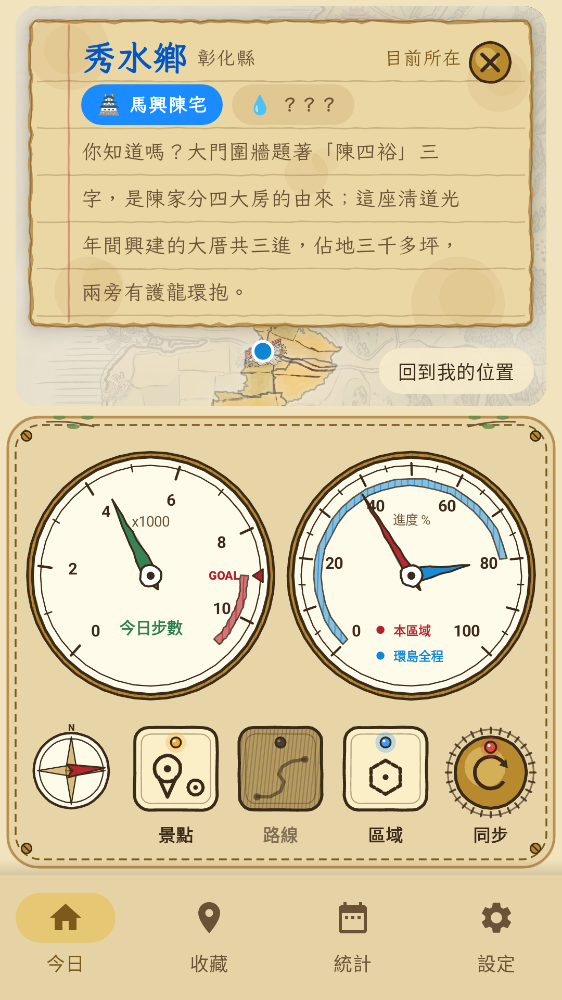 秀水鄉 彰化縣 目前所在
馬興陳宅 ？？？
你知道嗎？大門圍牆題著「陳四裕」三
字，是陳家分四大房的由來；這座清道光
年間興建的大厝共三進，佔地三千多坪，
兩旁有護龍環抱。
回到我的位置
0 2 4 6 8 10
x1000
GOAL
今日步數
0 20 40 60 80 100
進度 %
本區域
環島全程
N
景點 路線 區域 同步
今日 收藏 統計 設定